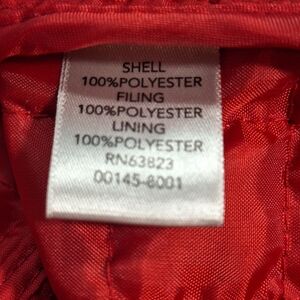 SHELL
100%POLYESTER
FILING
100%POLYESTER
LINING
100%POLYESTER
RN63823
00145-8001